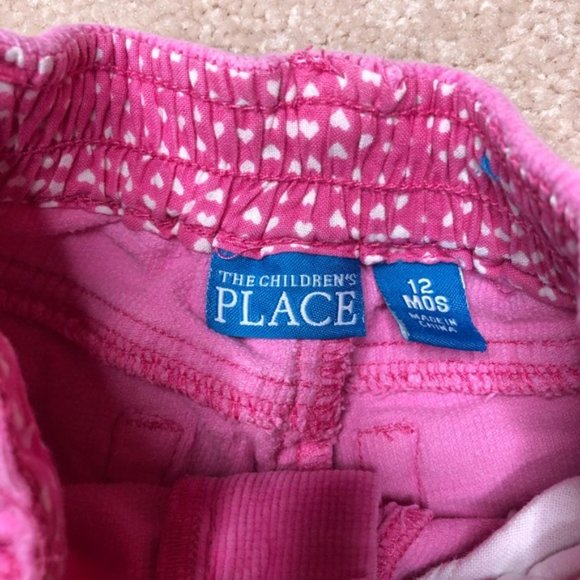 THE CHILDREN'S
PLACE
12
MOS
MADE IN
CHINA